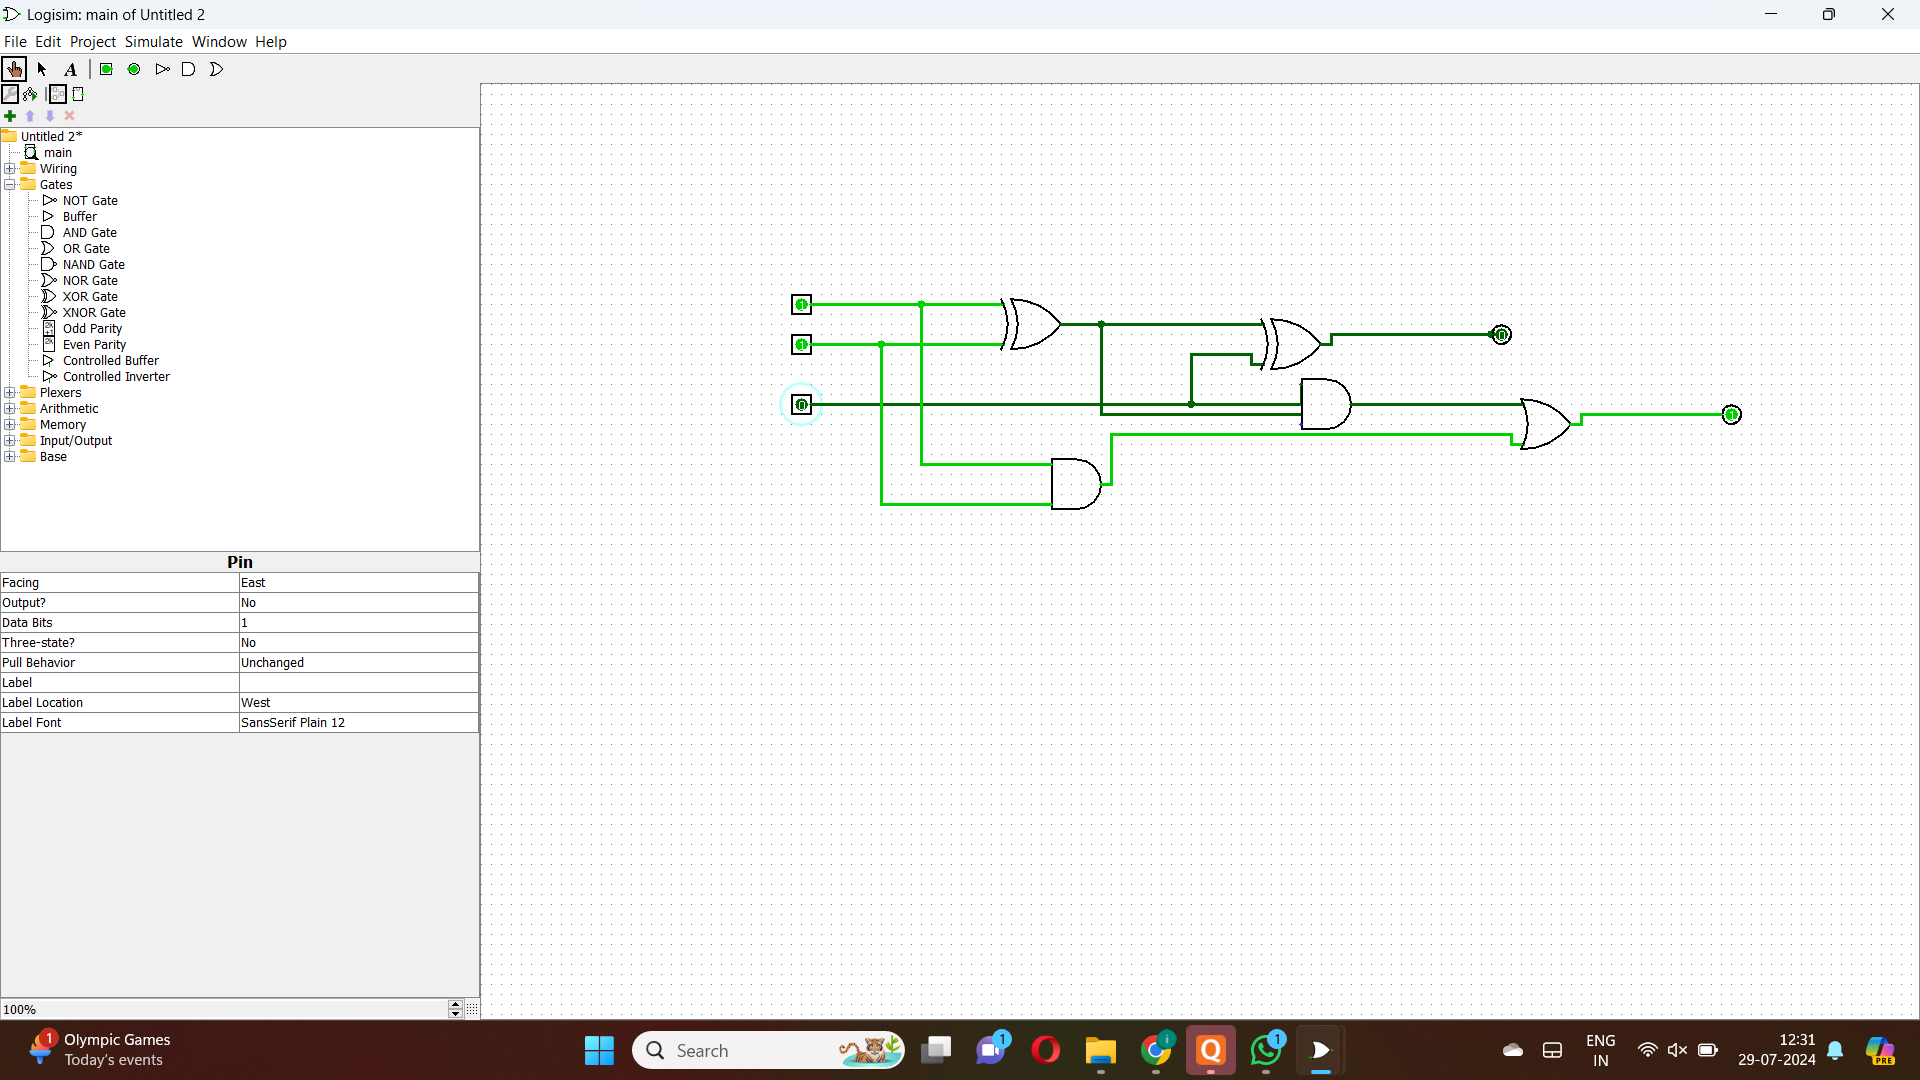 Logisim: main of Untitled 2
File Edit Project Simulate Window Help
A
Untitled 2*
main
Wiring
Gates
NOT Gate
Buffer
AND Gate
OR Gate
NAND Gate
NOR Gate
XOR Gate
XNOR Gate
Odd Parity
Even Parity
Controlled Buffer
Controlled Inverter
Plexers
Arithmetic
Memory
Input/Output
Base
1
1
0
0
1
Pin
Facing East
Output? No
Data Bits 1
Three-state? No
Pull Behavior Unchanged
Label
Label Location West
Label Font SansSerif Plain 12
100%
1 Olympic Games
Today's events
Search
1
Q
1
ENG
IN
12:31
29-07-2024
PRE